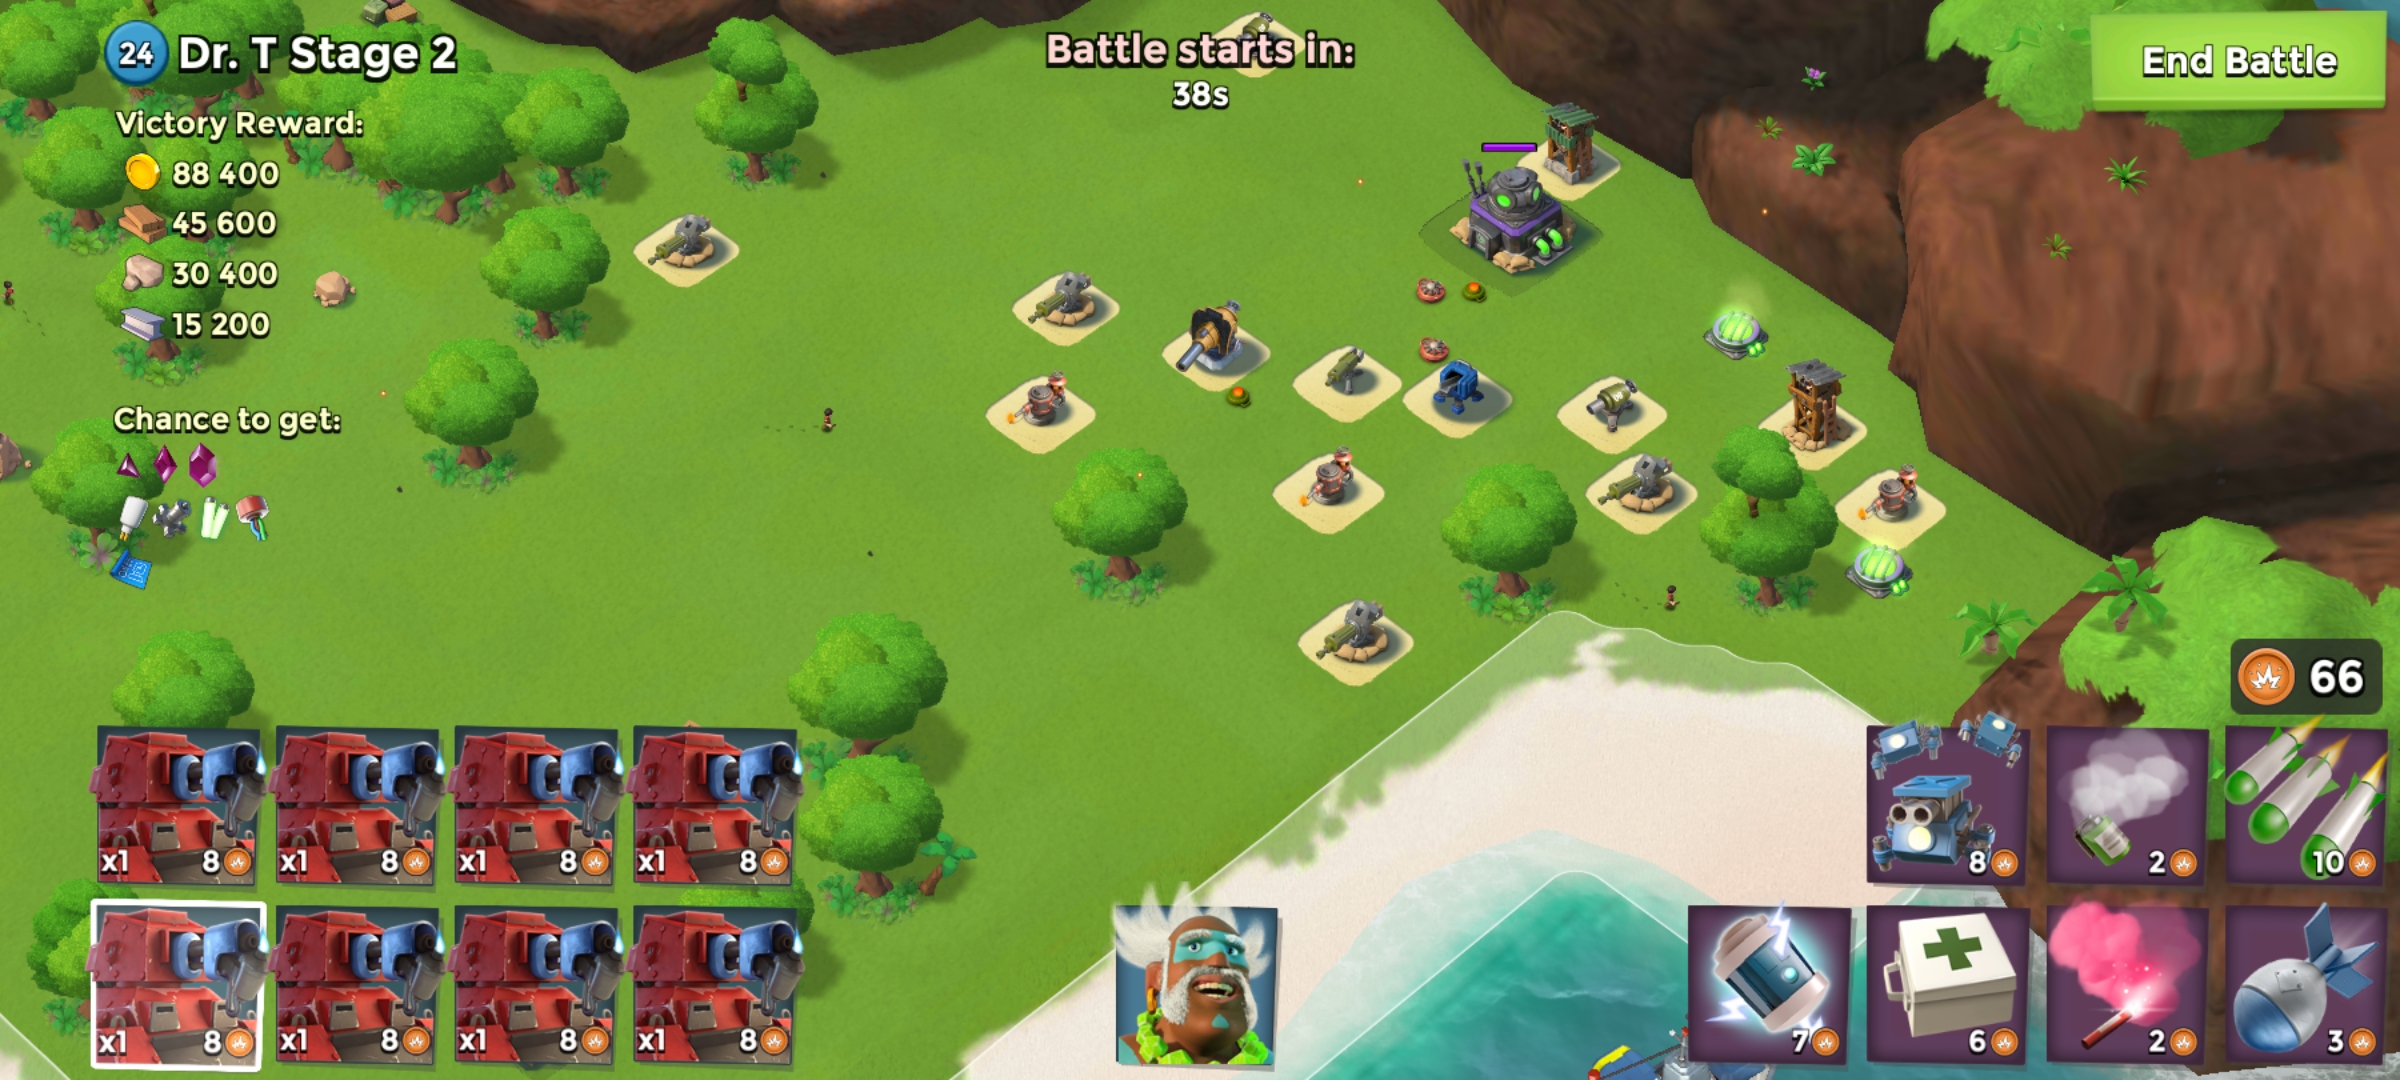 24 Dr. T Stage 2
Victory Reward:
88 400
45 600
30 400
15 200
Chance to get:
Battle starts in:
38s
End Battle
66
x1 8
x1 8
x1 8
x1 8
8
2
10
x1 8
x1 8
x1 8
x1 8
7
6
2
3